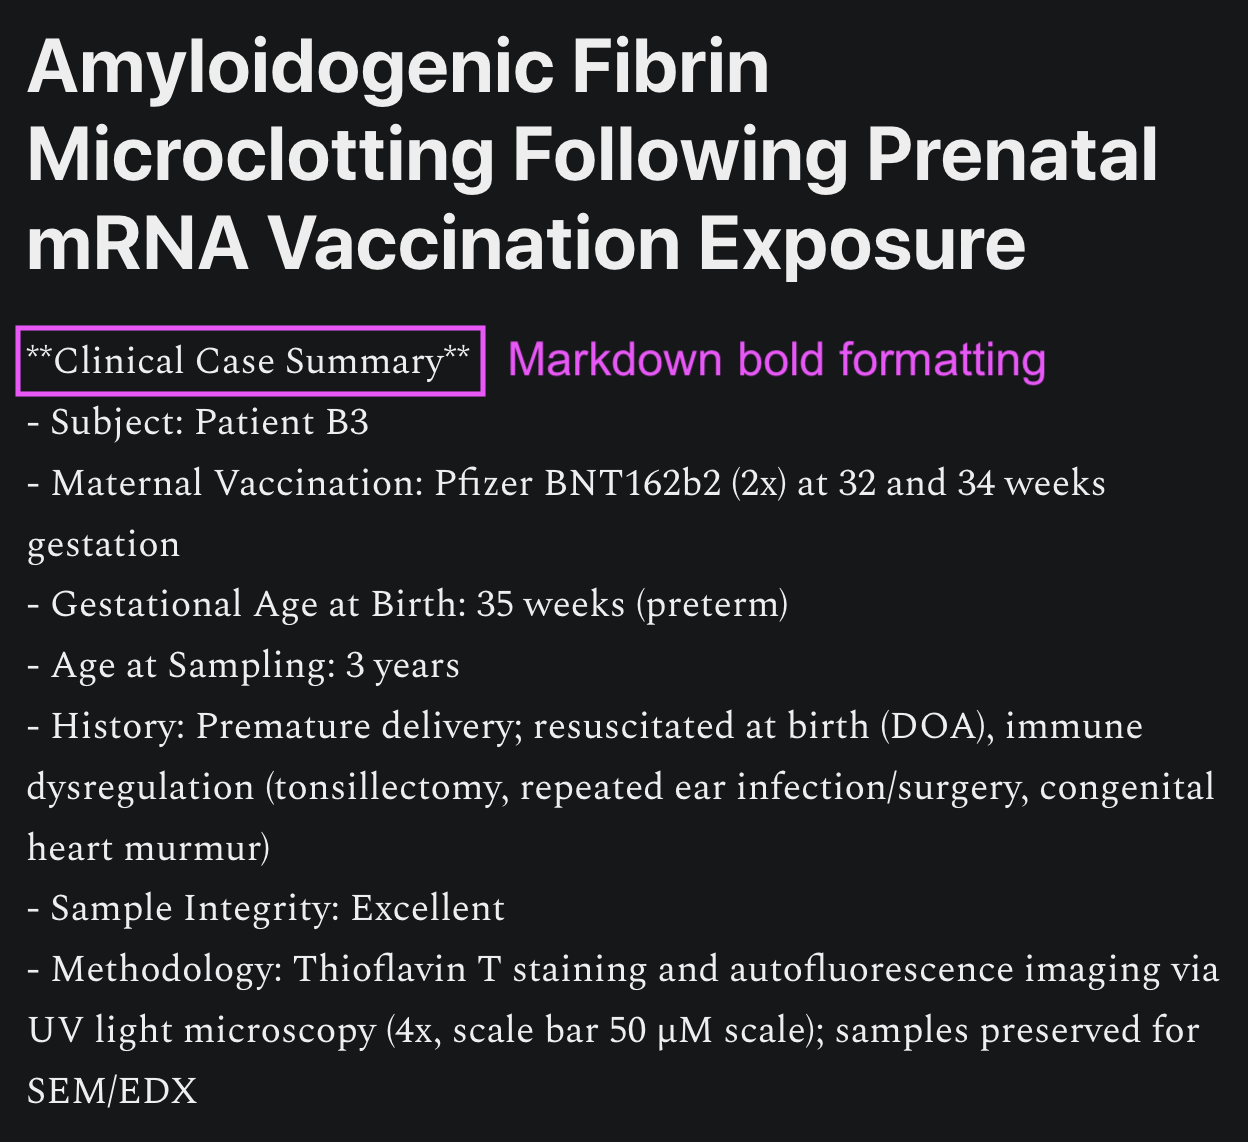 Amyloidogenic Fibrin
Microclotting Following Prenatal
mRNA Vaccination Exposure
**Clinical Case Summary** Markdown bold formatting
- Subject: Patient B3
- Maternal Vaccination: Pfizer BNT162b2 (2x) at 32 and 34 weeks
gestation
- Gestational Age at Birth: 35 weeks (preterm)
- Age at Sampling: 3 years
- History: Premature delivery; resuscitated at birth (DOA), immune
dysregulation (tonsillectomy, repeated ear infection/surgery, congenital
heart murmur)
- Sample Integrity: Excellent
- Methodology: Thioflavin T staining and autofluorescence imaging via
UV light microscopy (4x, scale bar 50 µM scale); samples preserved for
SEM/EDX